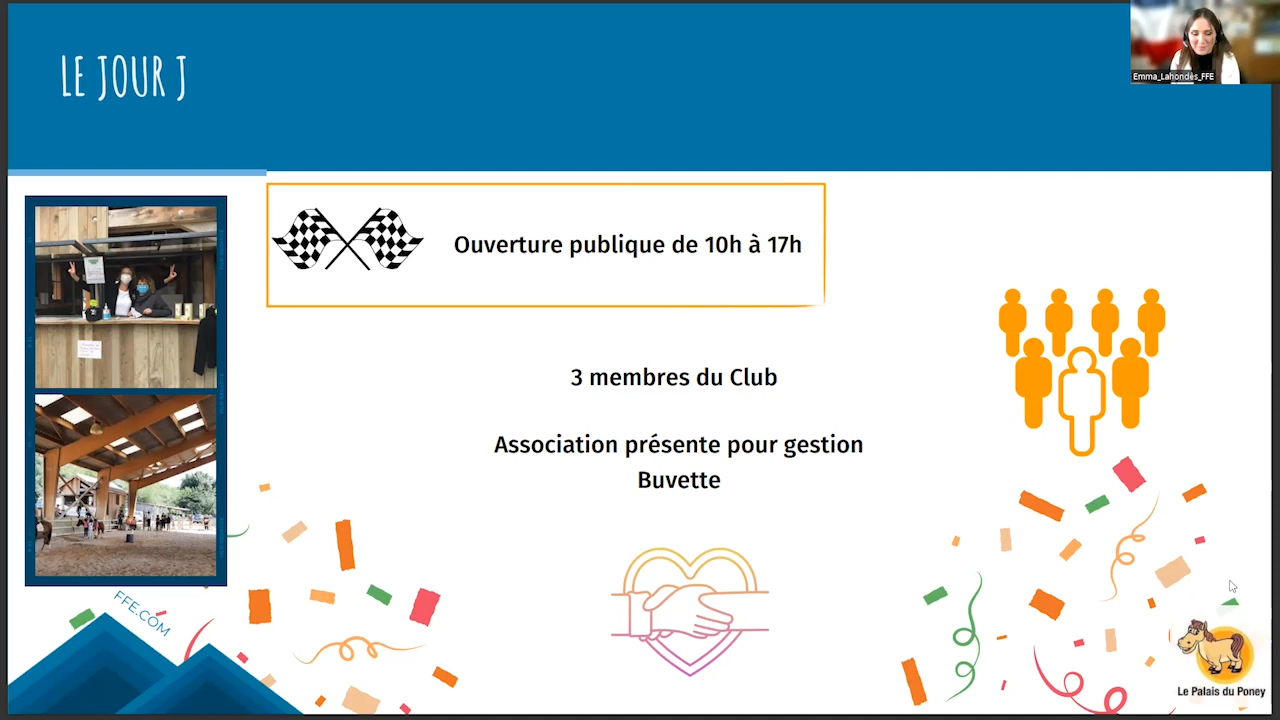 LE JOUR J
Emma_Lahondès_FFE
Ouverture publique de 10h à 17h
3 membres du Club
Association présente pour gestion
Buvette
FFE.COM
Le Palais du Poney